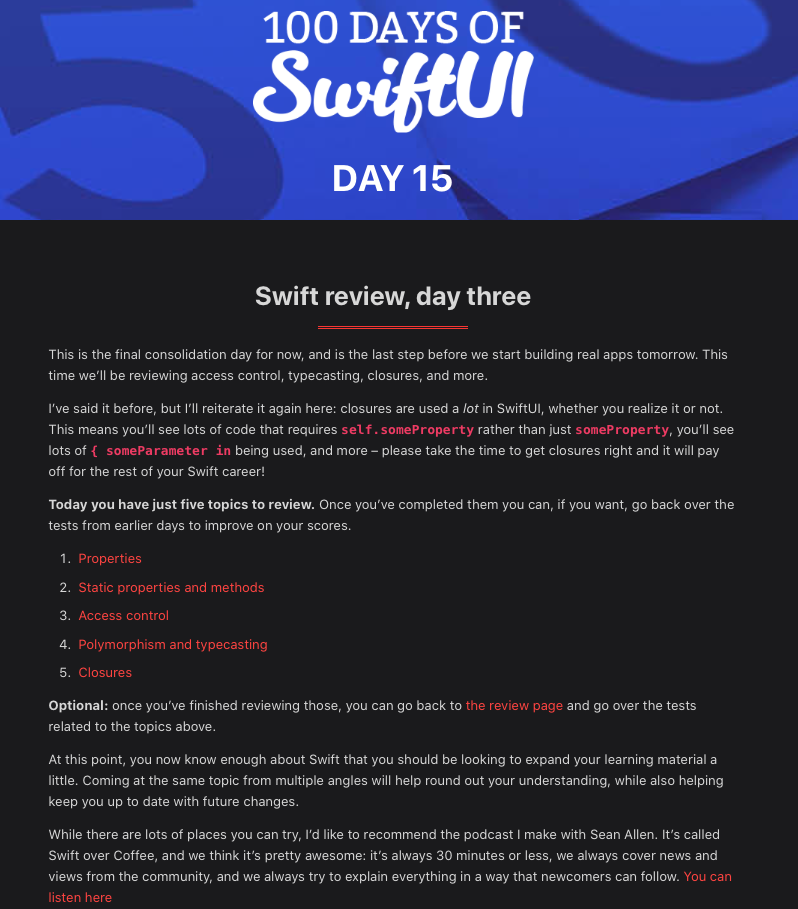 100 DAYS OF
SwiftUI
DAY 15
Swift review, day three
This is the final consolidation day for now, and is the last step before we start building real apps tomorrow. This
time we’ll be reviewing access control, typecasting, closures, and more.
I’ve said it before, but I’ll reiterate it again here: closures are used a lot in SwiftUI, whether you realize it or not.
This means you’ll see lots of code that requires self.someProperty rather than just someProperty, you’ll see
lots of { someParameter in being used, and more – please take the time to get closures right and it will pay
off for the rest of your Swift career!
Today you have just five topics to review. Once you’ve completed them you can, if you want, go back over the
tests from earlier days to improve on your scores.
1. Properties
2. Static properties and methods
3. Access control
4. Polymorphism and typecasting
5. Closures
Optional: once you’ve finished reviewing those, you can go back to the review page and go over the tests
related to the topics above.
At this point, you now know enough about Swift that you should be looking to expand your learning material a
little. Coming at the same topic from multiple angles will help round out your understanding, while also helping
keep you up to date with future changes.
While there are lots of places you can try, I’d like to recommend the podcast I make with Sean Allen. It’s called
Swift over Coffee, and we think it’s pretty awesome: it’s always 30 minutes or less, we always cover news and
views from the community, and we always try to explain everything in a way that newcomers can follow. You can
listen here